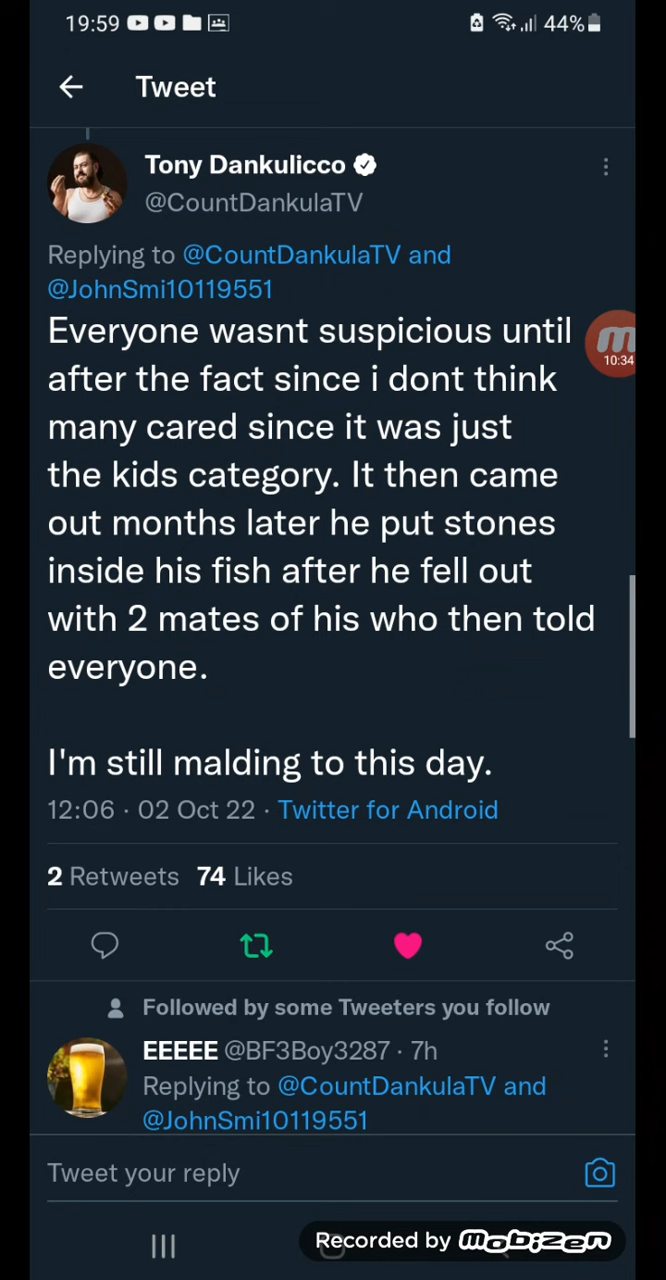 19:59
44%
Tweet
Tony Dankulicco
@CountDankulaTV
Replying to @CountDankulaTV and
@JohnSmi10119551
Everyone wasnt suspicious until
after the fact since i dont think
many cared since it was just
the kids category. It then came
out months later he put stones
inside his fish after he fell out
with 2 mates of his who then told
everyone.
I'm still malding to this day.
12:06 · 02 Oct 22 · Twitter for Android
2 Retweets 74 Likes
Followed by some Tweeters you follow
EEEEE @BF3Boy3287 · 7h
Replying to @CountDankulaTV and
@JohnSmi10119551
Tweet your reply
m
10:34
Recorded by mobizen